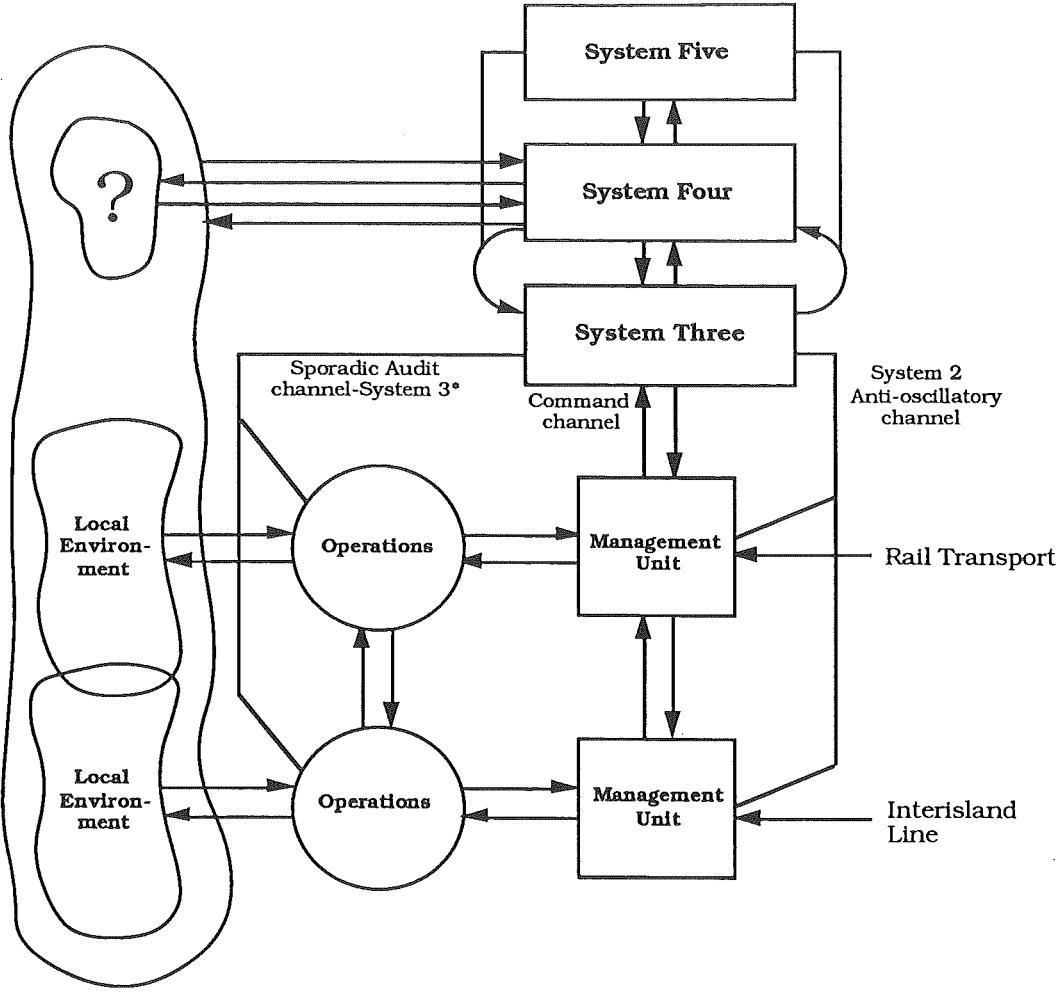 System Five
?
System Four
System Three
Sporadic Audit
channel-System 3*
Command
channel
System 2
Anti-oscillatory
channel
Local
Environ-
ment
Operations
Management
Unit
Rail Transport
Local
Environ-
ment
Operations
Management
Unit
Interisland
Line